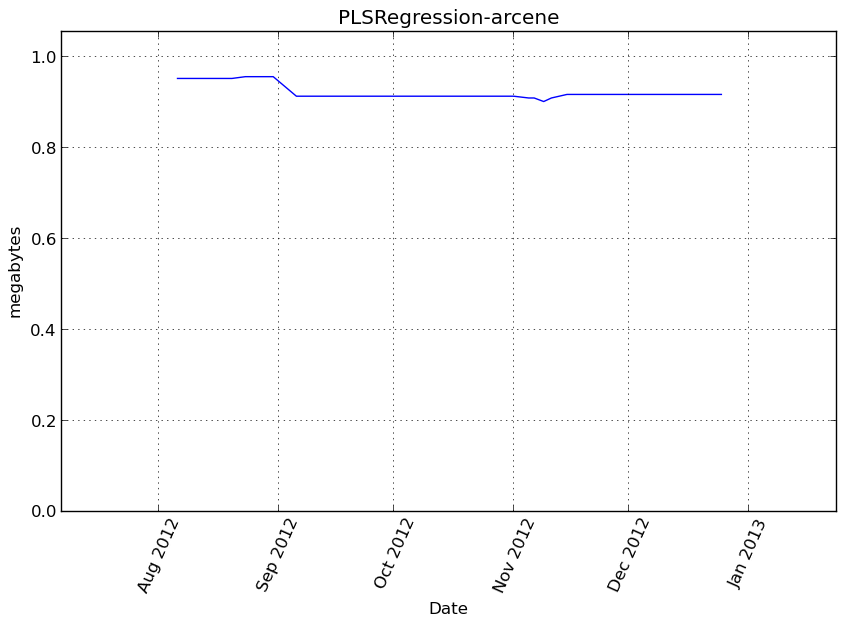 PLSRegression-arcene
1.0
0.8
0.6
0.4
0.2
0.0
megabytes
Aug 2012
Sep 2012
Oct 2012
Nov 2012
Dec 2012
Jan 2013
Date